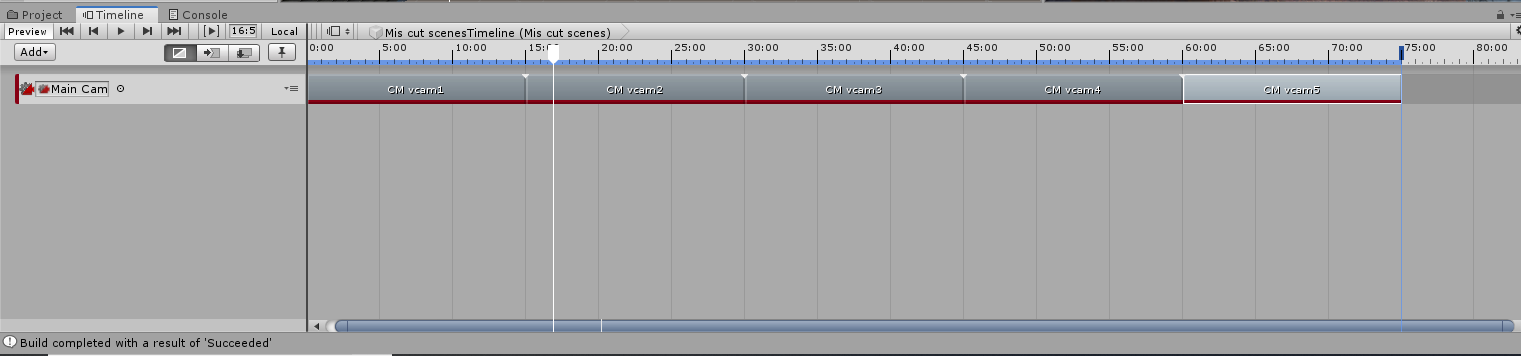 Project Timeline Console
Preview 16:5 Local Mis cut scenesTimeline (Mis cut scenes)
Add 0:00 5:00 10:00 15: 20:00 25:00 30:00 35:00 40:00 45:00 50:00 55:00 60:00 65:00 70:00 75:00 80:00
Main Cam CM vcam1 CM vcam2 CM vcam3 CM vcam4 CM vcam5
Build completed with a result of 'Succeeded'